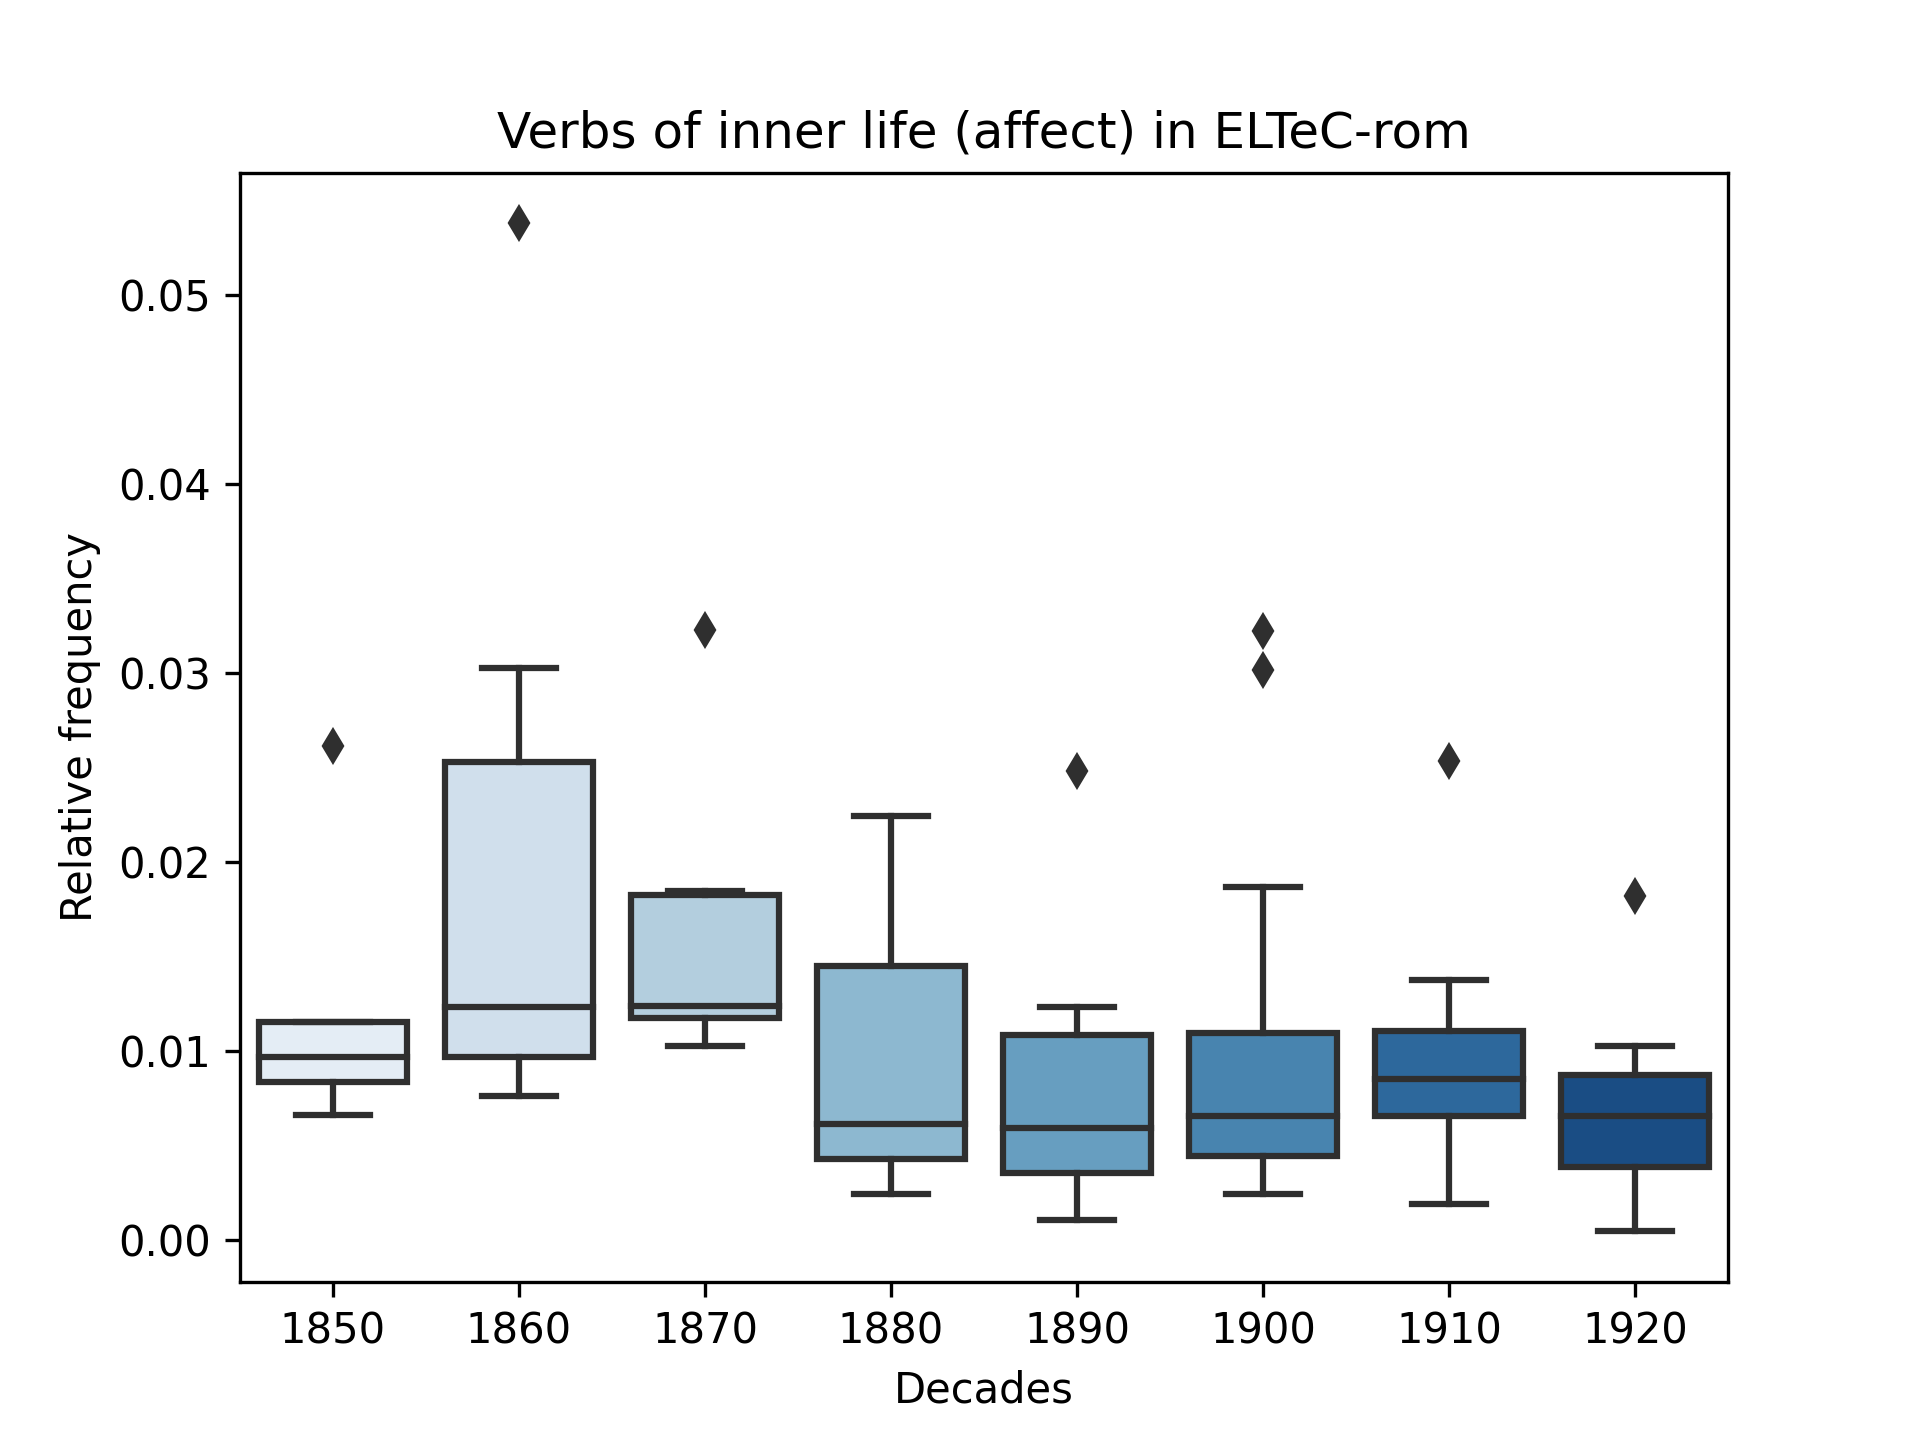 Verbs of inner life (affect) in ELTeC-rom
Relative frequency
0.05
0.04
0.03
0.02
0.01
0.00
1850 1860 1870 1880 1890 1900 1910 1920
Decades